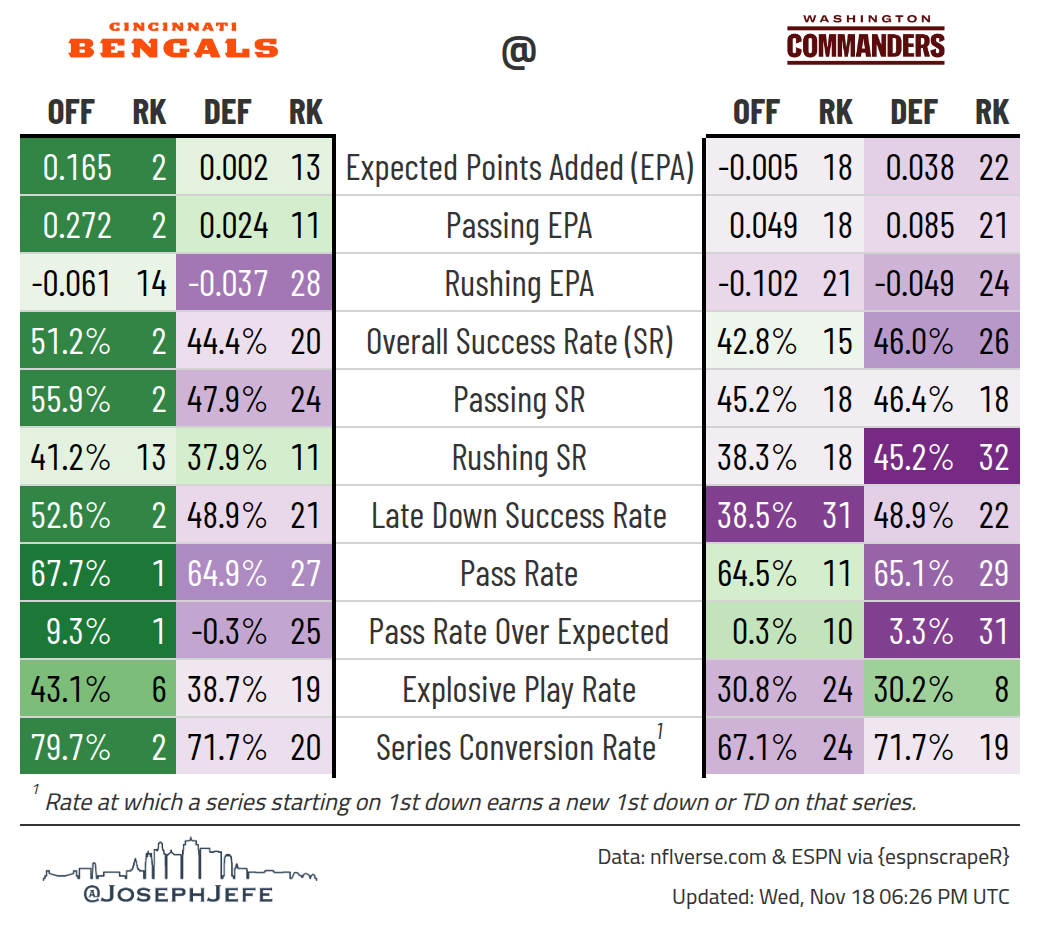 CINCINNATI
BENGALS
@
WASHINGTON
COMMANDERS
OFF RK DEF RK OFF RK DEF RK
0.165 2 0.002 13 Expected Points Added (EPA) -0.005 18 0.038 22
0.272 2 0.024 11 Passing EPA 0.049 18 0.085 21
-0.061 14 -0.037 28 Rushing EPA -0.102 21 -0.049 24
51.2% 2 44.4% 20 Overall Success Rate (SR) 42.8% 15 46.0% 26
55.9% 2 47.9% 24 Passing SR 45.2% 18 46.4% 18
41.2% 13 37.9% 11 Rushing SR 38.3% 18 45.2% 32
52.6% 2 48.9% 21 Late Down Success Rate 38.5% 31 48.9% 22
67.7% 1 64.9% 27 Pass Rate 64.5% 11 65.1% 29
9.3% 1 -0.3% 25 Pass Rate Over Expected 0.3% 10 3.3% 31
43.1% 6 38.7% 19 Explosive Play Rate 30.8% 24 30.2% 8
79.7% 2 71.7% 20 Series Conversion Rate¹ 67.1% 24 71.7% 19
¹ Rate at which a series starting on 1st down earns a new 1st down or TD on that series.
@JOSEPHJEFE
Data: nflverse.com & ESPN via {espnscrapeR}
Updated: Wed, Nov 18 06:26 PM UTC